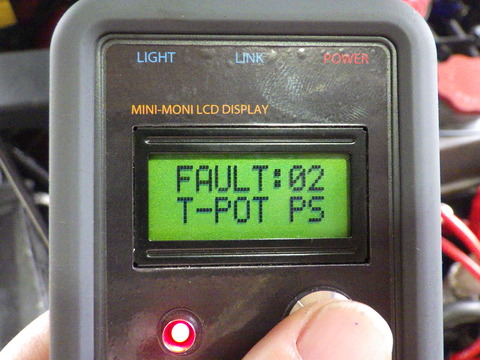 LIGHT LINK POWER
MINI-MONI LCD DISPLAY
FAULT:02
T-POT PS